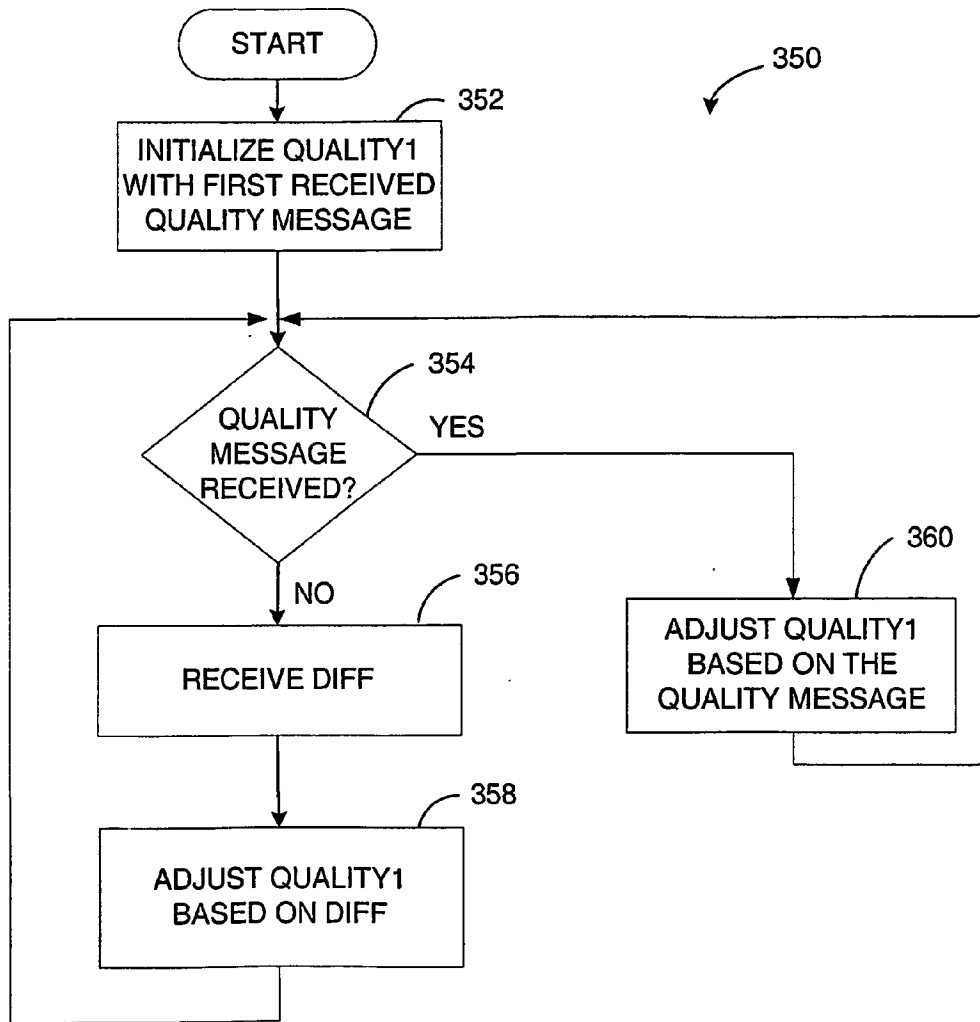 START
350
352
INITIALIZE QUALITY1
WITH FIRST RECEIVED
QUALITY MESSAGE
354
QUALITY
MESSAGE
RECEIVED?
YES
NO
356
RECEIVE DIFF
360
ADJUST QUALITY1
BASED ON THE
QUALITY MESSAGE
358
ADJUST QUALITY1
BASED ON DIFF